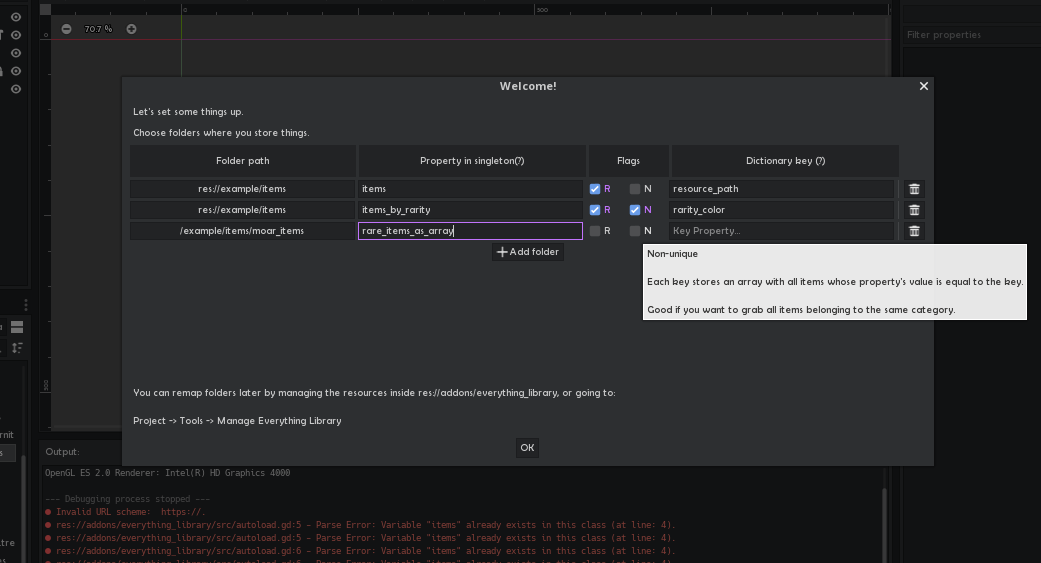 0
300
70.7 %
0
Filter properties
Welcome!
Let's set some things up.
Choose folders where you store things.
Folder path Property in singleton(?) Flags Dictionary key (?)
res://example/items items R N resource_path
res://example/items items_by_rarity R N rarity_color
/example/items/moar_items rare_items_as_array R N Key Property...
Add folder
Non-unique
Each key stores an array with all items whose property's value is equal to the key.
Good if you want to grab all items belonging to the same category.
You can remap folders later by managing the resources inside res://addons/everything_library, or going to:
Project -> Tools -> Manage Everything Library
OK
Output:
OpenGL ES 2.0 Renderer: Intel(R) HD Graphics 4000
--- Debugging process stopped ---
Invalid URL scheme: https://.
res://addons/everything_library/src/autoload.gd:5 - Parse Error: Variable "items" already exists in this class (at line: 4).
res://addons/everything_library/src/autoload.gd:5 - Parse Error: Variable "items" already exists in this class (at line: 4).
res://addons/everything_library/src/autoload.gd:6 - Parse Error: Variable "items" already exists in this class (at line: 4).